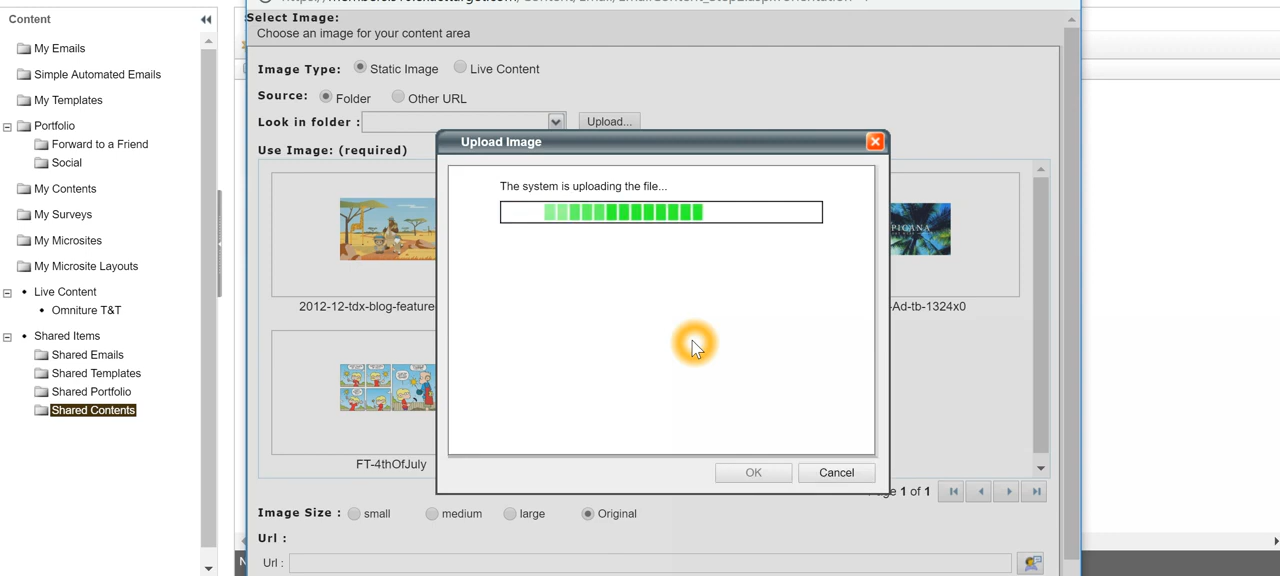 Content
My Emails
Simple Automated Emails
My Templates
Portfolio
Forward to a Friend
Social
My Contents
My Surveys
My Microsites
My Microsite Layouts
Live Content
Omniture T&T
Shared Items
Shared Emails
Shared Templates
Shared Portfolio
Shared Contents
Select Image:
Choose an image for your content area
Image Type: Static Image Live Content
Source: Folder Other URL
Look in folder : Upload...
Use Image: (required)
Upload Image
The system is uploading the file...
OK Cancel
PICANA
2012-12-tdx-blog-feature
-Ad-tb-1324x0
FT-4thOfJuly
1 of 1
Image Size : small medium large Original
Url :
Url :